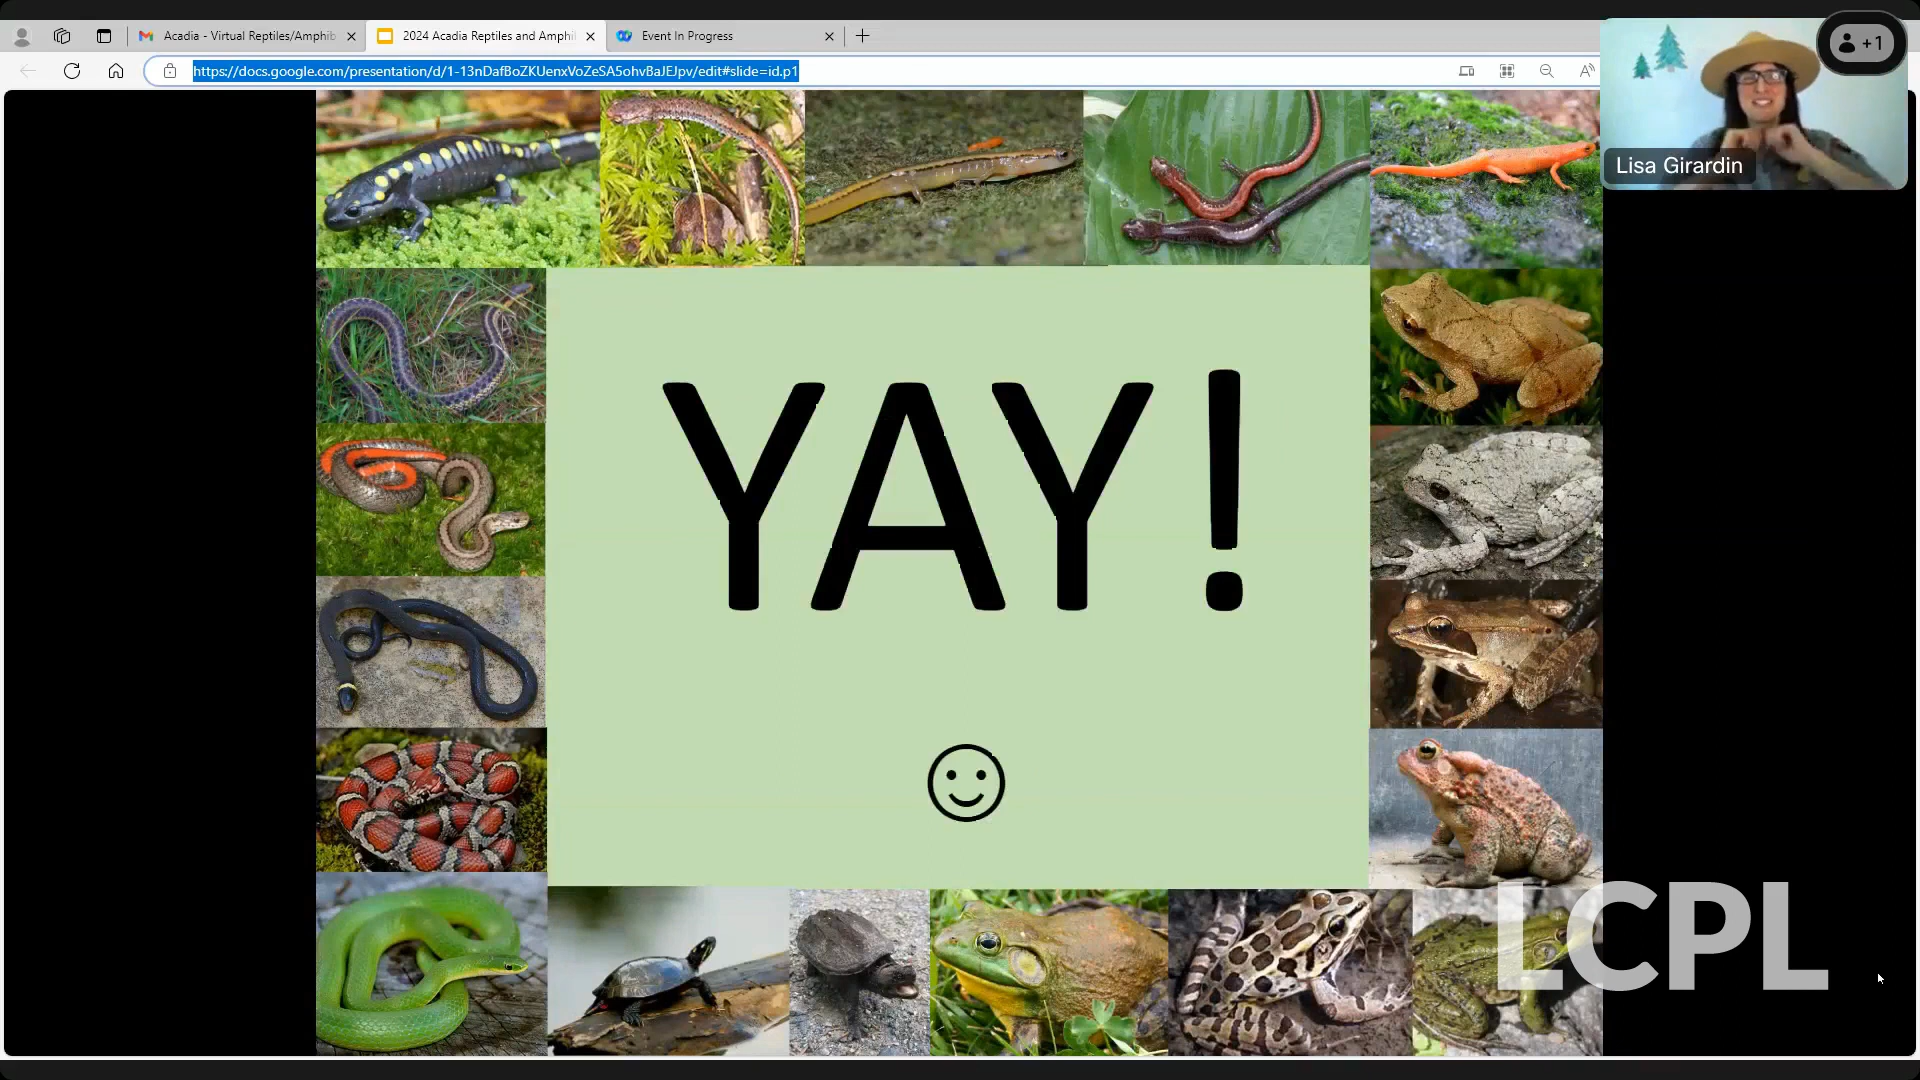 Acadia - Virtual Reptiles/Amphib
2024 Acadia Reptiles and Amphi
Event In Progress
+1
https://docs.google.com/presentation/d/1-13nDafBoZKUenxVoZeSA5ohvBaJEJpv/edit#slide=id.p1
Lisa Girardin
YAY!
LCPL